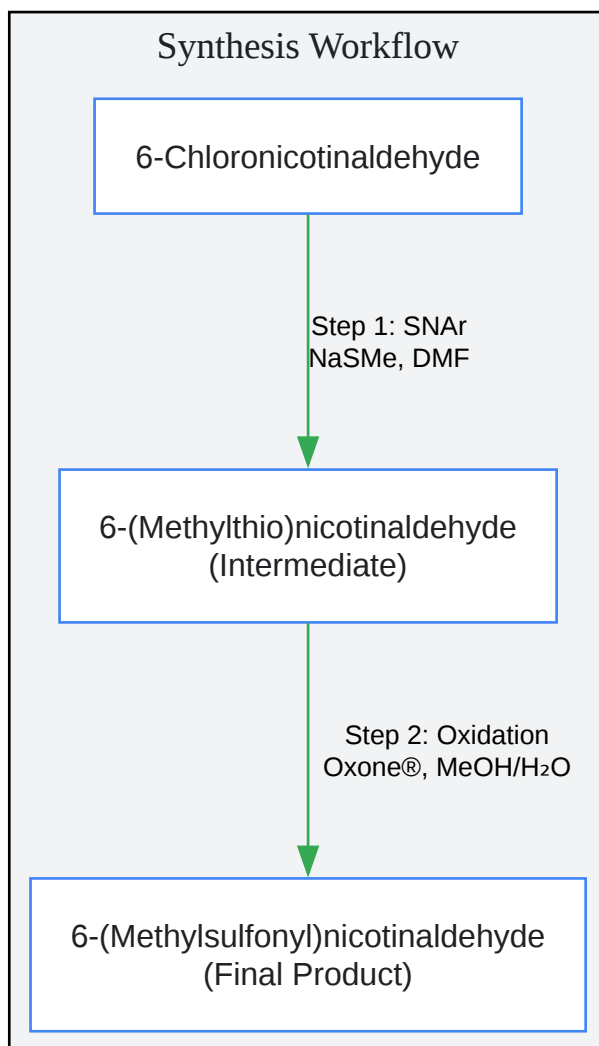 Synthesis Workflow
6-Chloronicotinaldehyde
Step 1: SNAr
NaSMe, DMF
6-(Methylthio)nicotinaldehyde
(Intermediate)
Step 2: Oxidation
Oxone®, MeOH/H₂O
6-(Methylsulfonyl)nicotinaldehyde
(Final Product)